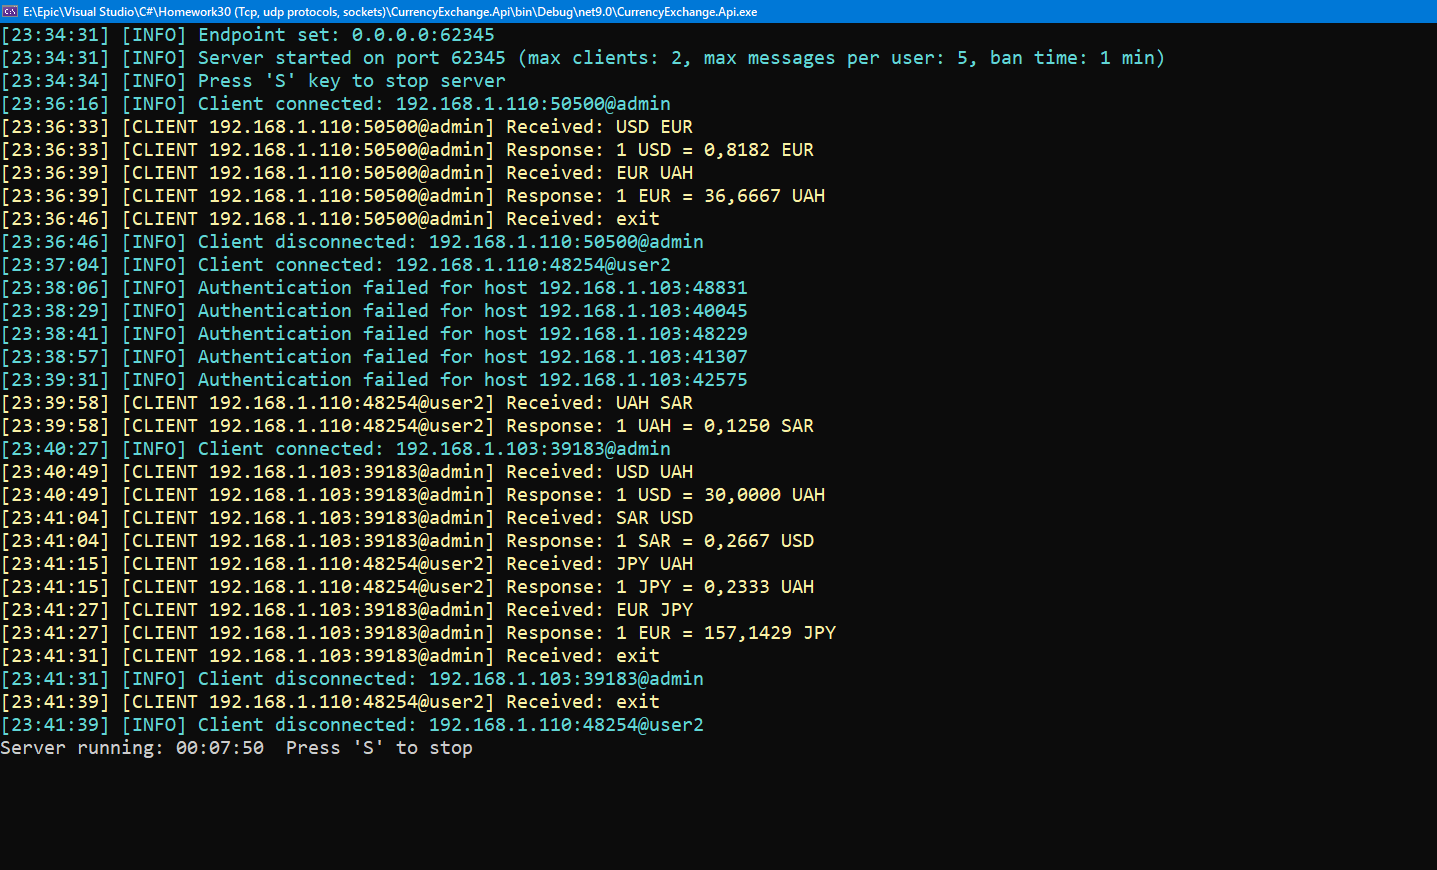 E:\Epic\Visual Studio\C#\Homework30 (Tcp, udp protocols, sockets)\CurrencyExchange.Api\bin\Debug\net9.0\CurrencyExchange.Api.exe
[23:34:31] [INFO] Endpoint set: 0.0.0.0:62345
[23:34:31] [INFO] Server started on port 62345 (max clients: 2, max messages per user: 5, ban time: 1 min)
[23:34:34] [INFO] Press 'S' key to stop server
[23:36:16] [INFO] Client connected: 192.168.1.110:50500@admin
[23:36:33] [CLIENT 192.168.1.110:50500@admin] Received: USD EUR
[23:36:33] [CLIENT 192.168.1.110:50500@admin] Response: 1 USD = 0,8182 EUR
[23:36:39] [CLIENT 192.168.1.110:50500@admin] Received: EUR UAH
[23:36:39] [CLIENT 192.168.1.110:50500@admin] Response: 1 EUR = 36,6667 UAH
[23:36:46] [CLIENT 192.168.1.110:50500@admin] Received: exit
[23:36:46] [INFO] Client disconnected: 192.168.1.110:50500@admin
[23:37:04] [INFO] Client connected: 192.168.1.110:48254@user2
[23:38:06] [INFO] Authentication failed for host 192.168.1.103:48831
[23:38:29] [INFO] Authentication failed for host 192.168.1.103:40045
[23:38:41] [INFO] Authentication failed for host 192.168.1.103:48229
[23:38:57] [INFO] Authentication failed for host 192.168.1.103:41307
[23:39:31] [INFO] Authentication failed for host 192.168.1.103:42575
[23:39:58] [CLIENT 192.168.1.110:48254@user2] Received: UAH SAR
[23:39:58] [CLIENT 192.168.1.110:48254@user2] Response: 1 UAH = 0,1250 SAR
[23:40:27] [INFO] Client connected: 192.168.1.103:39183@admin
[23:40:49] [CLIENT 192.168.1.103:39183@admin] Received: USD UAH
[23:40:49] [CLIENT 192.168.1.103:39183@admin] Response: 1 USD = 30,0000 UAH
[23:41:04] [CLIENT 192.168.1.103:39183@admin] Received: SAR USD
[23:41:04] [CLIENT 192.168.1.103:39183@admin] Response: 1 SAR = 0,2667 USD
[23:41:15] [CLIENT 192.168.1.110:48254@user2] Received: JPY UAH
[23:41:15] [CLIENT 192.168.1.110:48254@user2] Response: 1 JPY = 0,2333 UAH
[23:41:27] [CLIENT 192.168.1.103:39183@admin] Received: EUR JPY
[23:41:27] [CLIENT 192.168.1.103:39183@admin] Response: 1 EUR = 157,1429 JPY
[23:41:31] [CLIENT 192.168.1.103:39183@admin] Received: exit
[23:41:31] [INFO] Client disconnected: 192.168.1.103:39183@admin
[23:41:39] [CLIENT 192.168.1.110:48254@user2] Received: exit
[23:41:39] [INFO] Client disconnected: 192.168.1.110:48254@user2
Server running: 00:07:50  Press 'S' to stop